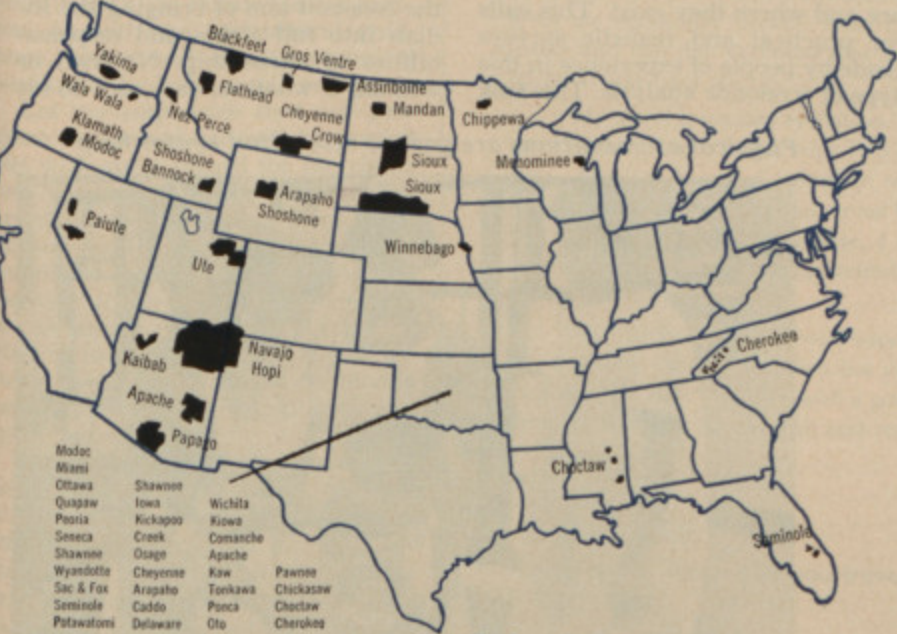 Yakima
Wala Wala
Klamath
Modoc
Nez Perce
Shoshone
Bannock
Blackfeet
Flathead
Gros Ventre
Assiniboine
Cheyenne
Crow
Mandan
Sioux
Sioux
Arapaho
Shoshone
Chippewa
Menominee
Winnebago
Paiute
Ute
Kaibab
Navajo
Hopi
Apache
Papago
Cherokee
Choctaw
Seminole
Modoc
Miami
Ottawa
Quapaw
Peoria
Seneca
Shawnee
Wyandotte
Sac & Fox
Seminole
Potawatomi
Shawnee
Iowa
Kickapoo
Creek
Osage
Cheyenne
Arapaho
Caddo
Delaware
Wichita
Kiowa
Comanche
Apache
Kaw
Tonkawa
Ponca
Oto
Pawnee
Chickasaw
Choctaw
Cherokee